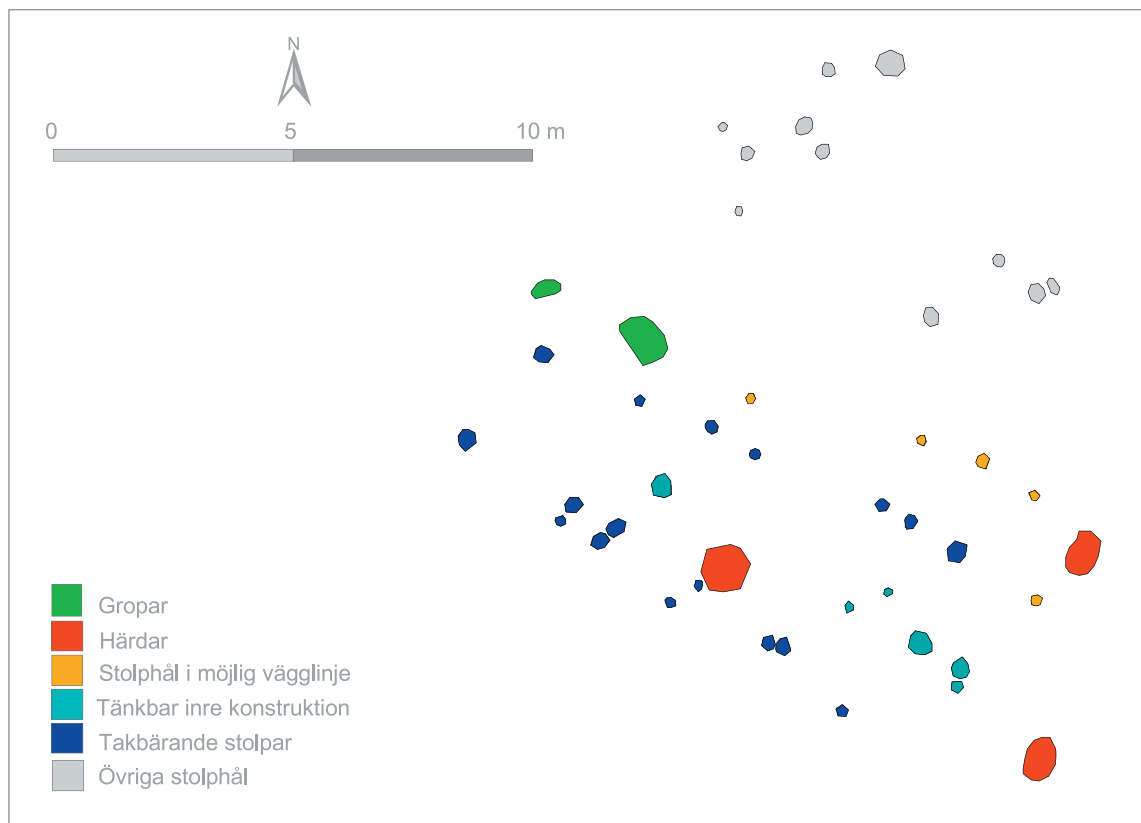 N
0 5 10 m
Gropar
Härdar
Stolphål i möjlig vägglinje
Tänkbar inre konstruktion
Takbärande stolpar
Övriga stolphål